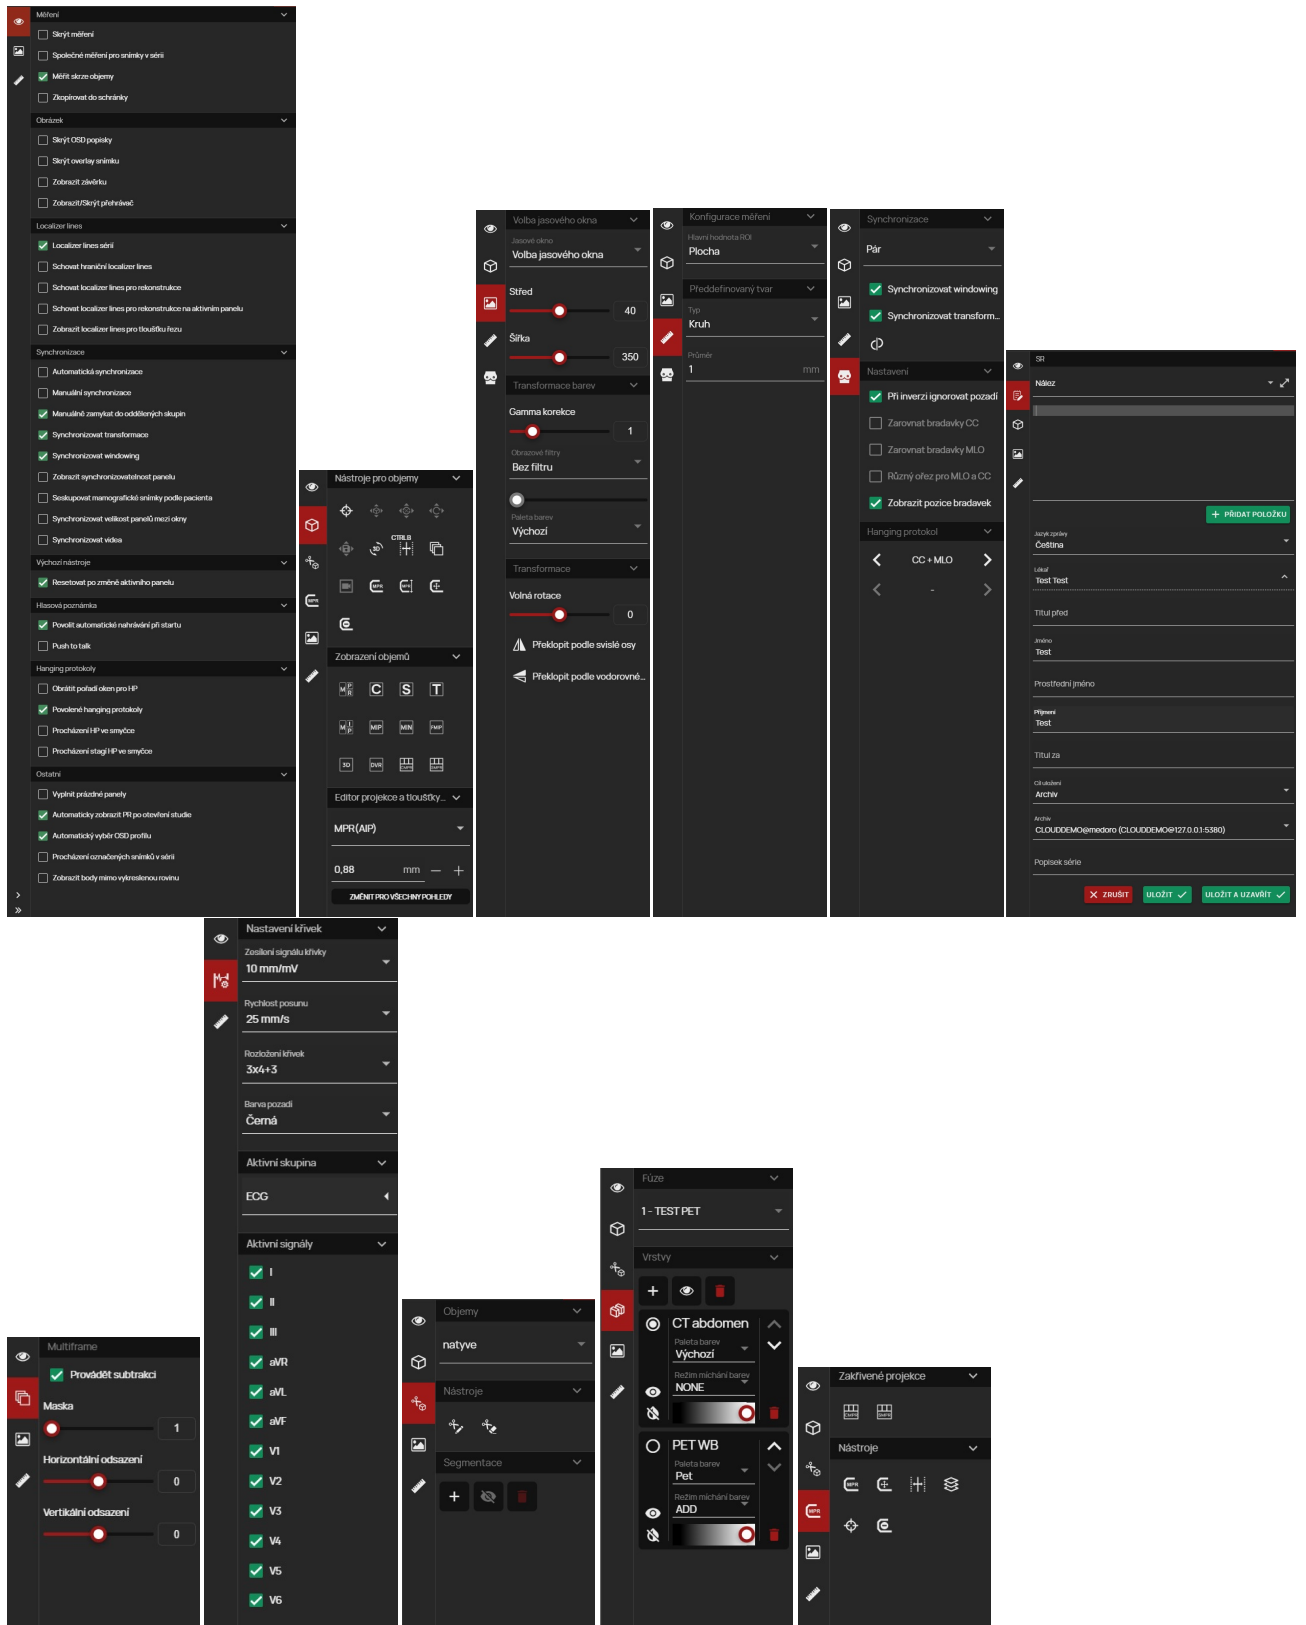 Měření
Skrýt měření
Společné měření pro snímky v sérii
Měřit skrze objemy
Zkopírovat do schránky
Obrázek
Skrýt OSD popisky
Skrýt overlay snímku
Zobrazit závěrku
Zobrazit/Skrýt přehrávač
Localizer lines
Localizer lines sérií
Schovat hraniční localizer lines
Schovat localizer lines pro rekonstrukce
Schovat localizer lines pro rekonstrukce na aktivním panelu
Zobrazit localizer lines pro tloušťku řezu
Synchronizace
Automatická synchronizace
Manuální synchronizace
Manuálně zamykat do oddělených skupin
Synchronizovat transformace
Synchronizovat windowing
Zobrazit synchronizovatelnost panelu
Seskupovat mamografické snímky podle pacienta
Synchronizovat velikost panelů mezi okny
Synchronizovat videa
Výchozí nástroje
Resetovat po změně aktivního panelu
Hlasová poznámka
Povolit automatické nahrávání při startu
Push to talk
Hanging protokoly
Obrátit pořadí oken pro HP
Povolené hanging protokoly
Procházení HP ve smyčce
Procházení stagí HP ve smyčce
Ostatní
Vyplnit prázdné panely
Automaticky zobrazit PR po otevření studie
Automatický výběr OSD profilu
Procházení označených snímků v sérii
Zobrazit body mimo vykreslenou rovinu
Nástroje pro objemy
3D
CTRL B
MPR
MPR
Zobrazení objemů
MPR C S T
MIP MIP MIN FMIP
3D DVR CMPR SMPR
Editor projekce a tloušťky...
MPR(AIP)
0,88 mm
ZMĚNIT PRO VŠECHNY POHLEDY
MPR
Volba jasového okna
Jasové okno
Volba jasového okna
Střed
40
Šířka
350
Transformace barev
Gamma korekce
1
Obrazové filtry
Bez filtru
Paleta barev
Výchozí
Transformace
Volná rotace
0
Překlopit podle svislé osy
Překlopit podle vodorovné...
Konfigurace měření
Hlavní hodnota ROI
Plocha
Předdefinovaný tvar
Typ
Kruh
Průměr
1 mm
Synchronizace
Pár
Synchronizovat windowing
Synchronizovat transform...
Nastavení
Při inverzi ignorovat pozadí
Zarovnat bradavky CC
Zarovnat bradavky MLO
Různý ořez pro MLO a CC
Zobrazit pozice bradavek
Hanging protokol
CC + MLO
-
SR
Nález
+ PŘIDAT POLOŽKU
Jazyk zprávy
Čeština
Lékař
Test Test
Titul před
Jméno
Test
Prostřední jméno
Příjmení
Test
Titul za
Cíl uložení
Archiv
Archiv
CLOUDDEMO@medoro (CLOUDDEMO@127.0.0.1:5380)
Popisek série
ZRUŠIT
ULOŽIT
ULOŽIT A UZAVŘÍT
Multiframe
Provádět subtrakci
Maska
1
Horizontální odsazení
0
Vertikální odsazení
0
Nastavení křivek
Zesílení signálu křivky
10 mm/mV
Rychlost posunu
25 mm/s
Rozložení křivek
3x4+3
Barva pozadí
Černá
Aktivní skupina
ECG
Aktivní signály
I
II
III
aVR
aVL
aVF
V1
V2
V3
V4
V5
V6
Objemy
natyve
Nástroje
Segmentace
Fúze
1 - TEST PET
Vrstvy
CT abdomen
Paleta barev
Výchozí
Režim míchání barev
NONE
PET WB
Paleta barev
Pet
Režim míchání barev
ADD
Zakřivené projekce
CMPR SMPR
Nástroje
MPR
MPR